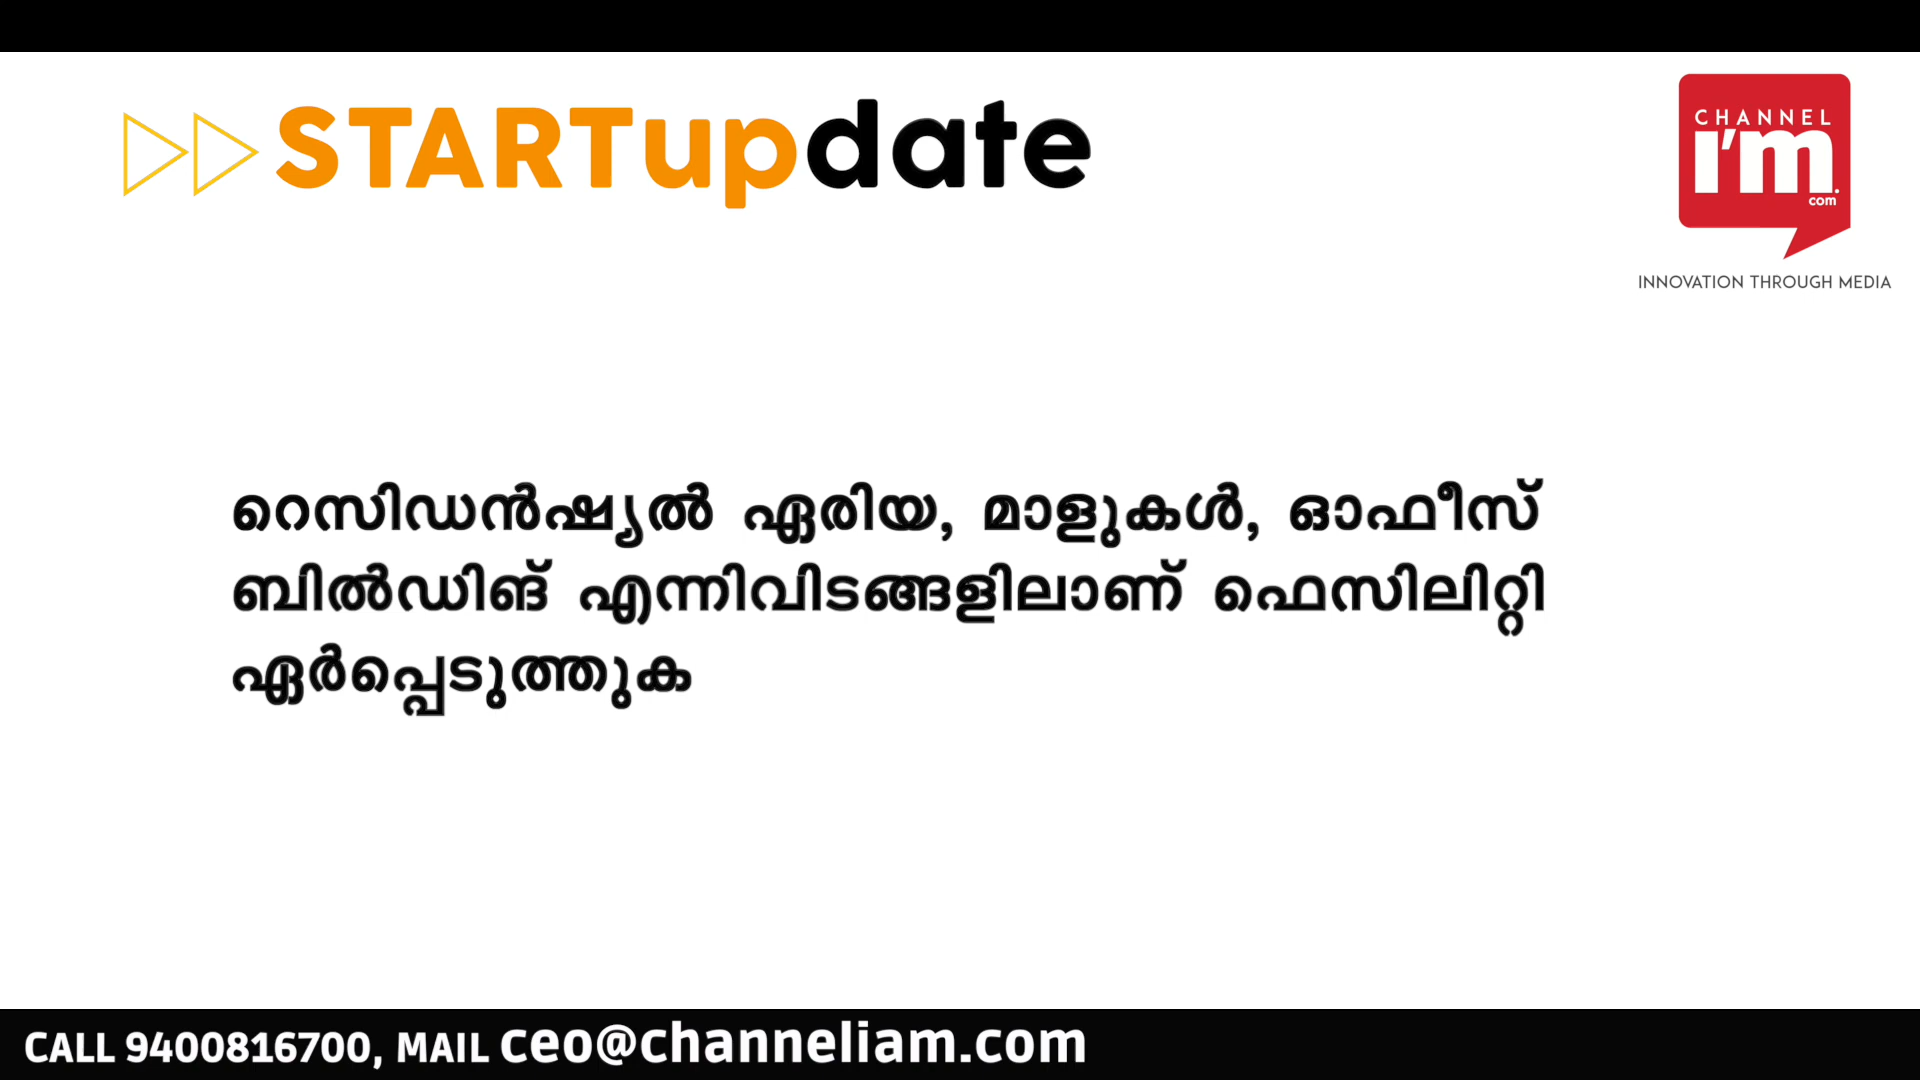 STARTupdate
CHANNEL
I'm.
com
INNOVATION THROUGH MEDIA
റെസിഡൻഷ്യൽ ഏരിയ, മാളുകൾ, ഓഫീസ്
ബിൽഡിങ് എന്നിവിടങ്ങളിലാണ് ഫെസിലിറ്റി
ഏർപ്പെടുത്തുക
CALL 9400816700, MAIL ceo@channeliam.com